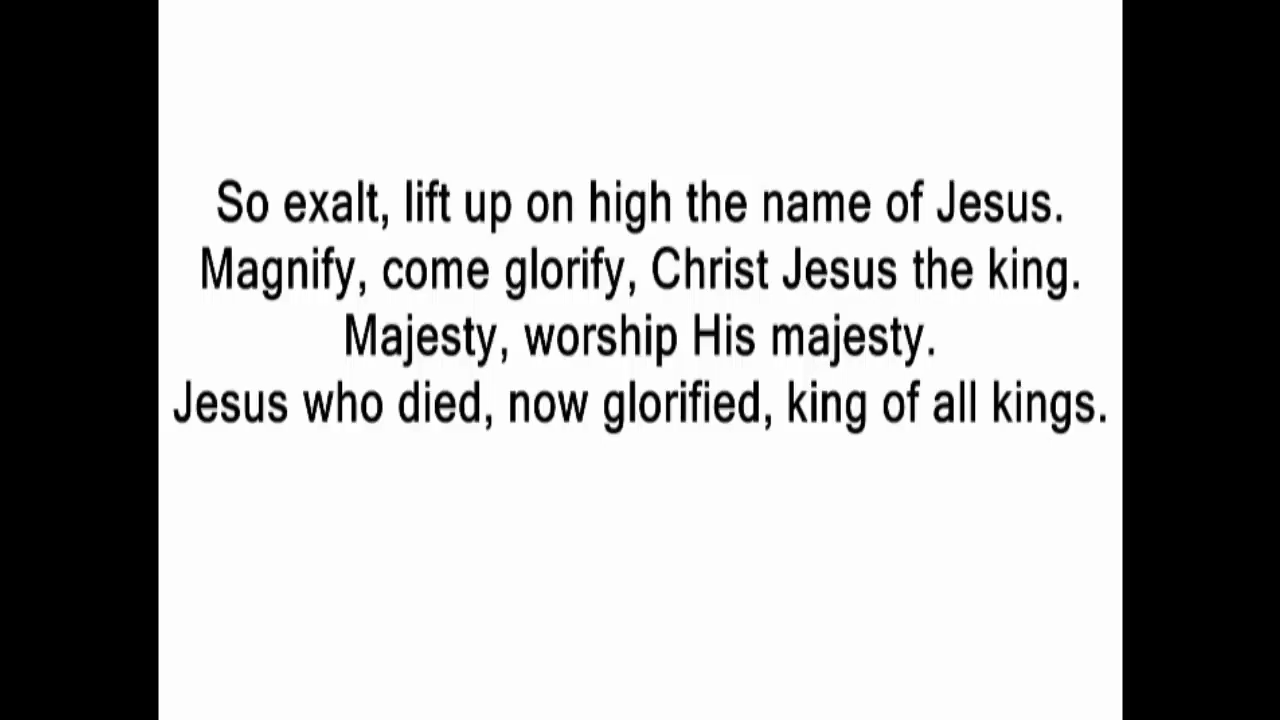 So exalt, lift up on high the name of Jesus.
Magnify, come glorify, Christ Jesus the king.
Majesty, worship His majesty.
Jesus who died, now glorified, king of all kings.